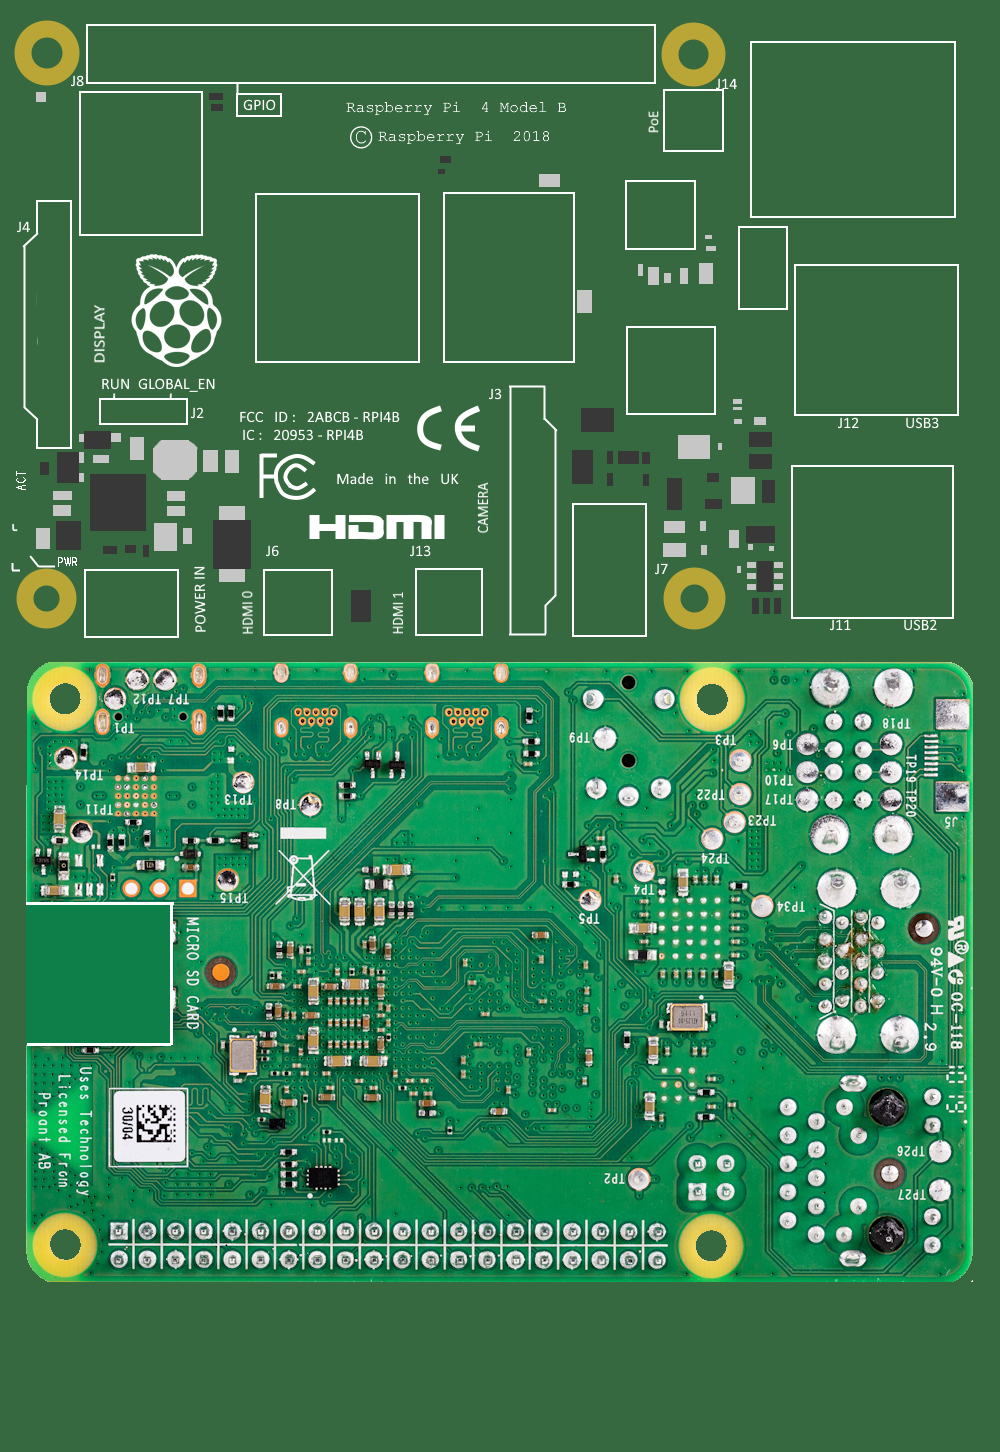 J8
GPIO
Raspberry Pi 4 Model B
© Raspberry Pi 2018
J14
PoE
J4
DISPLAY
RUN GLOBAL_EN
J2
J3
FCC ID : 2ABCB - RPI4B
IC : 20953 - RPI4B
CE
FC
Made in the UK
HDMI
CAMERA
ACT
PWR
POWER IN
J6
HDMI 0
J13
HDMI 1
J7
J12 USB3
J11 USB2
TP12
TP7
TP1
TP14
TP11
TP13
TP8
TP15
TP9
TP3
TP22
TP23
TP24
TP4
TP5
TP34
TP18
TP6
TP10
TP17
TP19
TP20
J5
MICRO SD CARD
94V-0 H 2.9
OC-118
10 19
Uses Technology
Licensed From
Proant AB
30/04
TP2
TP26
TP27